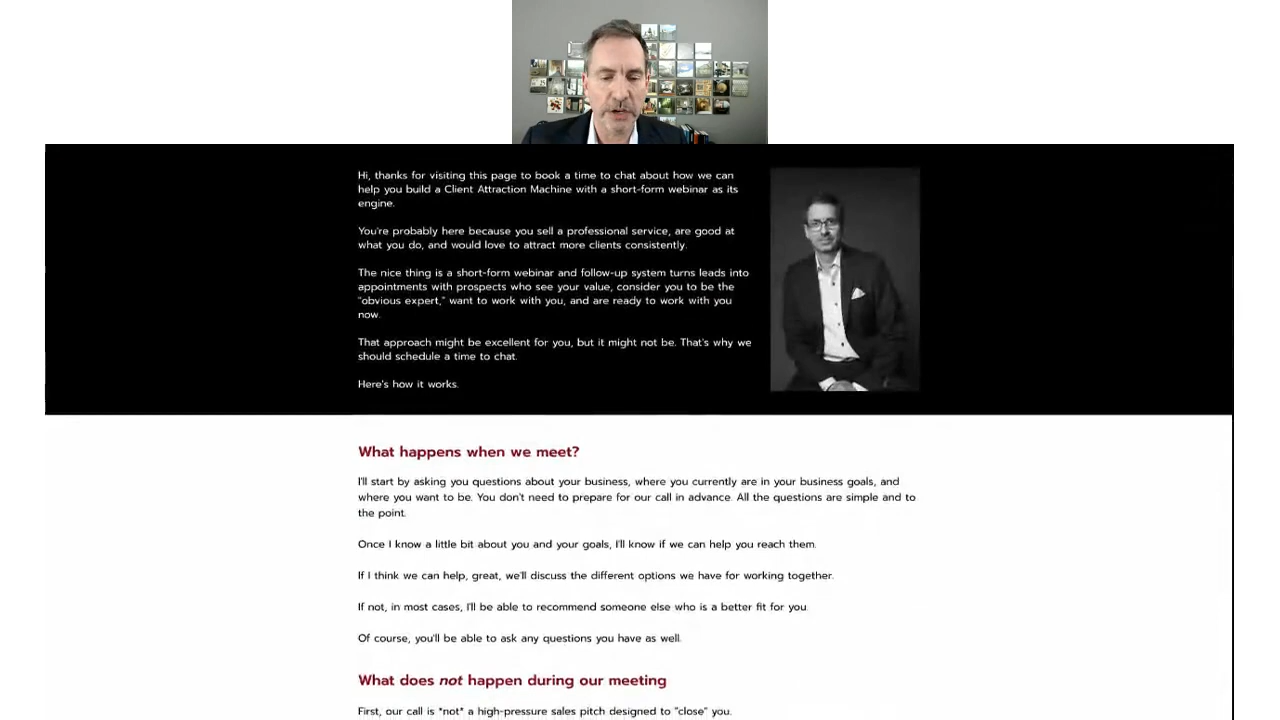 Hi, thanks for visiting this page to book a time to chat about how we can
help you build a Client Attraction Machine with a short-form webinar as its
engine.
You're probably here because you sell a professional service, are good at
what you do, and would love to attract more clients consistently.
The nice thing is a short-form webinar and follow-up system turns leads into
appointments with prospects who see your value, consider you to be the
"obvious expert," want to work with you, and are ready to work with you
now.
That approach might be excellent for you, but it might not be. That's why we
should schedule a time to chat.
Here's how it works.
What happens when we meet?
I'll start by asking you questions about your business, where you currently are in your business goals, and
where you want to be. You don't need to prepare for our call in advance. All the questions are simple and to
the point.
Once I know a little bit about you and your goals, I'll know if we can help you reach them.
If I think we can help, great, we'll discuss the different options we have for working together.
If not, in most cases, I'll be able to recommend someone else who is a better fit for you.
Of course, you'll be able to ask any questions you have as well.
What does not happen during our meeting
First, our call is *not* a high-pressure sales pitch designed to "close" you.